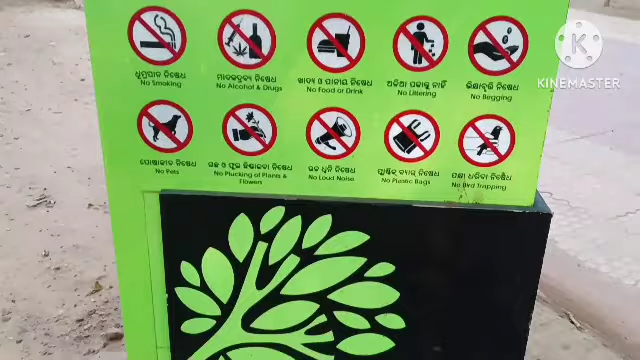 ଧୂମ୍ରପାନ ନିଷେଧ
No Smoking
ମାଦକଦ୍ରବ୍ୟ ନିଷେଧ
No Alcohol & Drugs
ଖାଦ୍ୟ ଓ ପାନୀୟ ନିଷେଧ
No Food or Drink
ଅଳିଆ ପକାନ୍ତୁ ନାହିଁ
No Littering
ଭିକ୍ଷାବୃତ୍ତି ନିଷେଧ
No Begging
ପୋଷାଜୀବ ନିଷେଧ
No Pets
ଗଛ ଓ ଫୁଲ ଛିଣ୍ଡାଇବା ନିଷେଧ
No Plucking of Plants &
Flowers
ଉଚ୍ଚ ଧ୍ୱନି ନିଷେଧ
No Loud Noise
ପ୍ଲାଷ୍ଟିକ୍ ବ୍ୟାଗ୍ ନିଷେଧ
No Plastic Bags
ପକ୍ଷୀ ଧରିବା ନିଷେଧ
No Bird Trapping
KINEMASTER